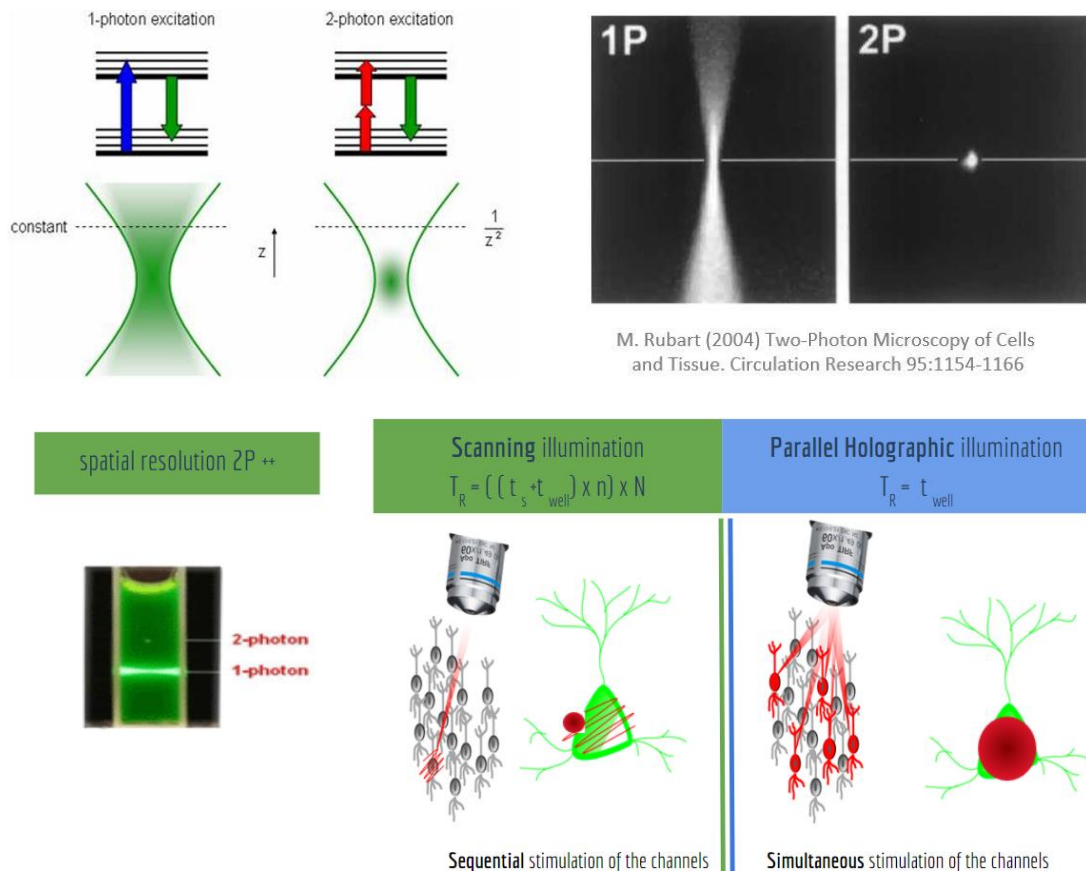 1-photon excitation
2-photon excitation
constant
z
1/z²
1P
2P
M. Rubart (2004) Two-Photon Microscopy of Cells
and Tissue. Circulation Research 95:1154-1166
spatial resolution 2P ++
2-photon
1-photon
Scanning illumination
T_R = ( ( t_s + t_well ) x n ) x N
Parallel Holographic illumination
T_R = t_well
Sequential stimulation of the channels
Simultaneous stimulation of the channels